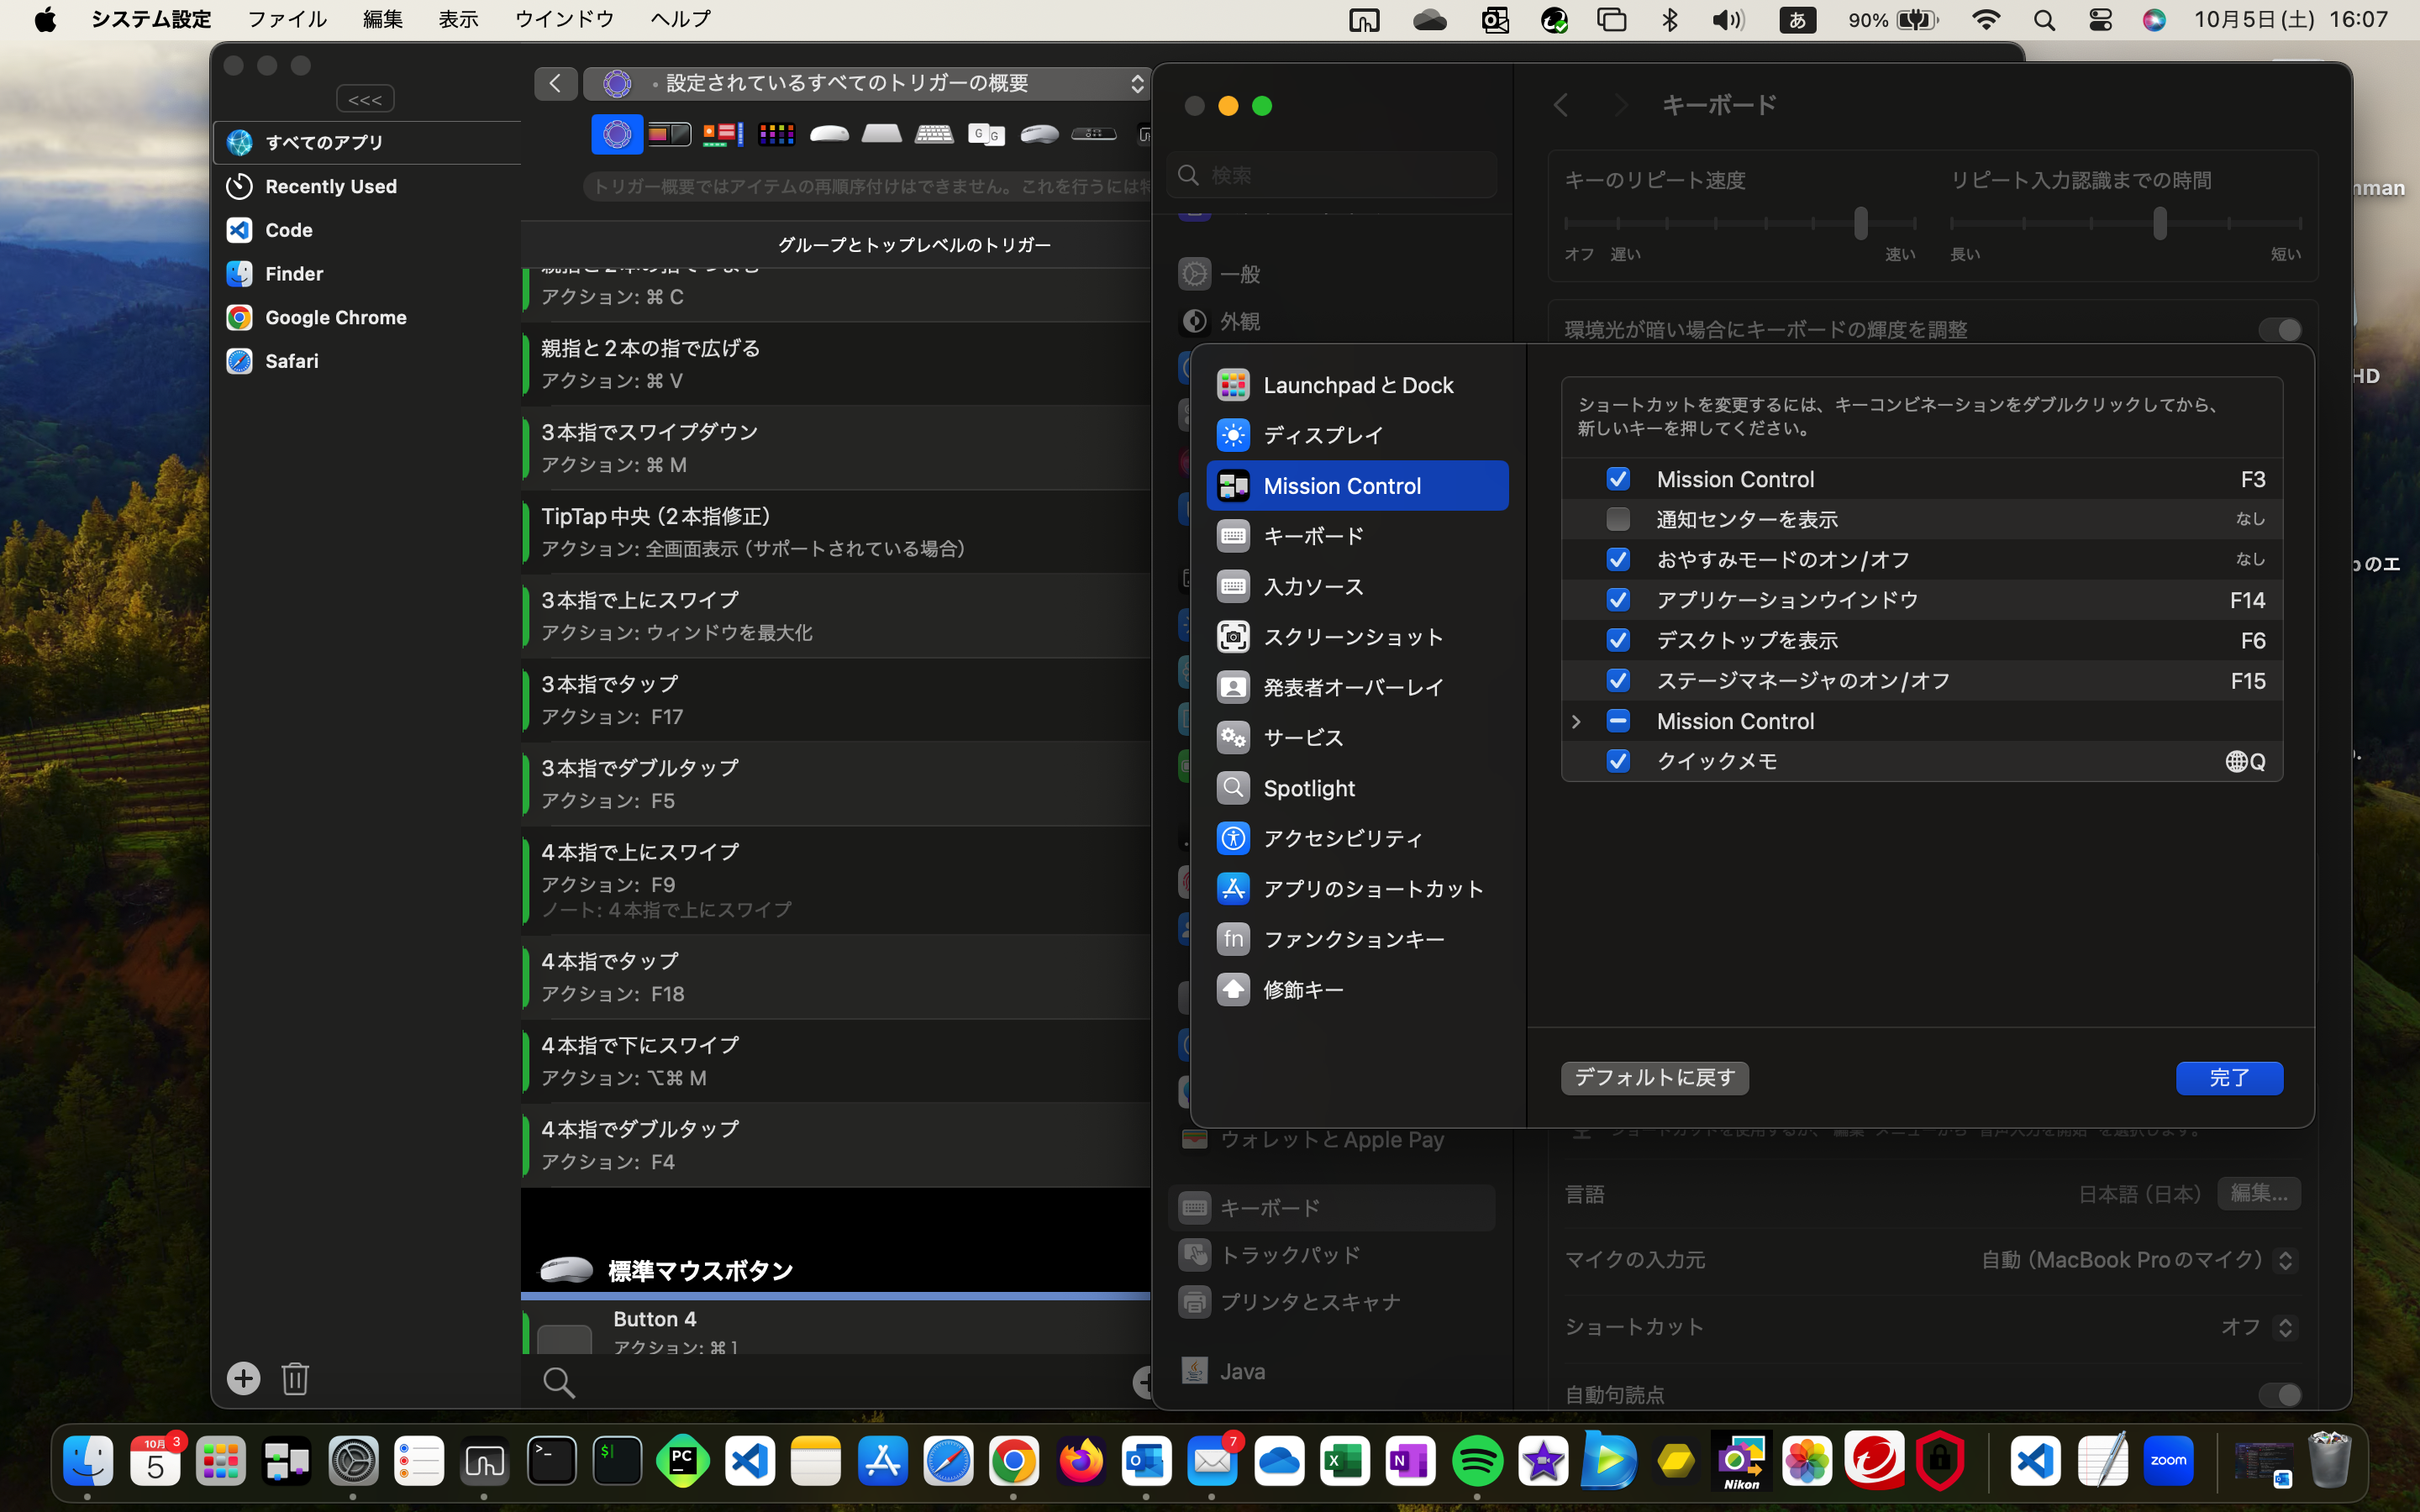 システム設定 ファイル 編集 表示 ウインドウ ヘルプ
あ 90% 10月5日(土) 16:07
<<<
すべてのアプリ
Recently Used
Code
Finder
Google Chrome
Safari
• 設定されているすべてのトリガーの概要
トリガー概要ではアイテムの再順序付けはできません。これを行うには特
グループとトップレベルのトリガー
アクション: ⌘ C
親指と2本の指で広げる
アクション: ⌘ V
3本指でスワイプダウン
アクション: ⌘ M
TipTap 中央 (2本指修正)
アクション: 全画面表示 (サポートされている場合)
3本指で上にスワイプ
アクション: ウィンドウを最大化
3本指でタップ
アクション: F17
3本指でダブルタップ
アクション: F5
4本指で上にスワイプ
アクション: F9
ノート: 4本指で上にスワイプ
4本指でタップ
アクション: F18
4本指で下にスワイプ
アクション: ⌥⌘ M
4本指でダブルタップ
アクション: F4
標準マウスボタン
Button 4
アクション: ⌘ ]
検索
一般
外観
ウォレットとApple Pay
キーボード
トラックパッド
プリンタとスキャナ
Java
キーボード
キーのリピート速度 リピート入力認識までの時間
オフ 遅い 速い 長い 短い
環境光が暗い場合にキーボードの輝度を調整
LaunchpadとDock
ディスプレイ
Mission Control
キーボード
入力ソース
スクリーンショット
発表者オーバーレイ
サービス
Spotlight
アクセシビリティ
アプリのショートカット
fn ファンクションキー
修飾キー
ショートカットを変更するには、キーコンビネーションをダブルクリックしてから、
新しいキーを押してください。
Mission Control F3
通知センターを表示 なし
おやすみモードのオン/オフ なし
アプリケーションウインドウ F14
デスクトップを表示 F6
ステージマネージャのオン/オフ F15
Mission Control
クイックメモ Q
デフォルトに戻す 完了
言語 日本語 (日本) 編集...
マイクの入力元 自動 (MacBook Proのマイク)
ショートカット オフ
自動句読点
mman
HD
のエ
10月 3
5
PC
7
Nikon
zoom